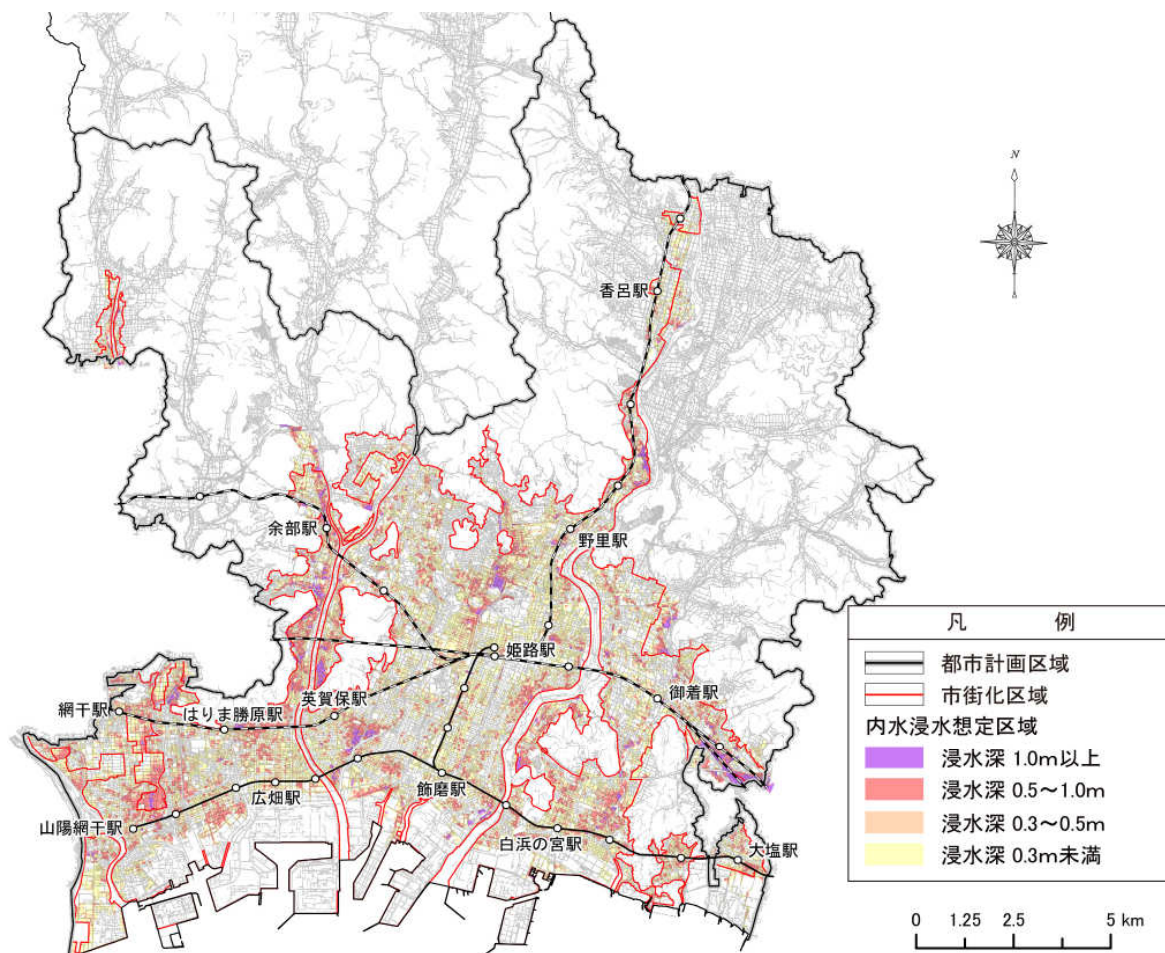 N
香呂駅
余部駅
野里駅
姫路駅
御着駅
英賀保駅
網干駅
はりま勝原駅
飾磨駅
広畑駅
山陽網干駅
白浜の宮駅
大塩駅
凡 例
都市計画区域
市街化区域
内水浸水想定区域
浸水深 1.0m以上
浸水深 0.5~1.0m
浸水深 0.3~0.5m
浸水深 0.3m未満
0 1.25 2.5 5 km